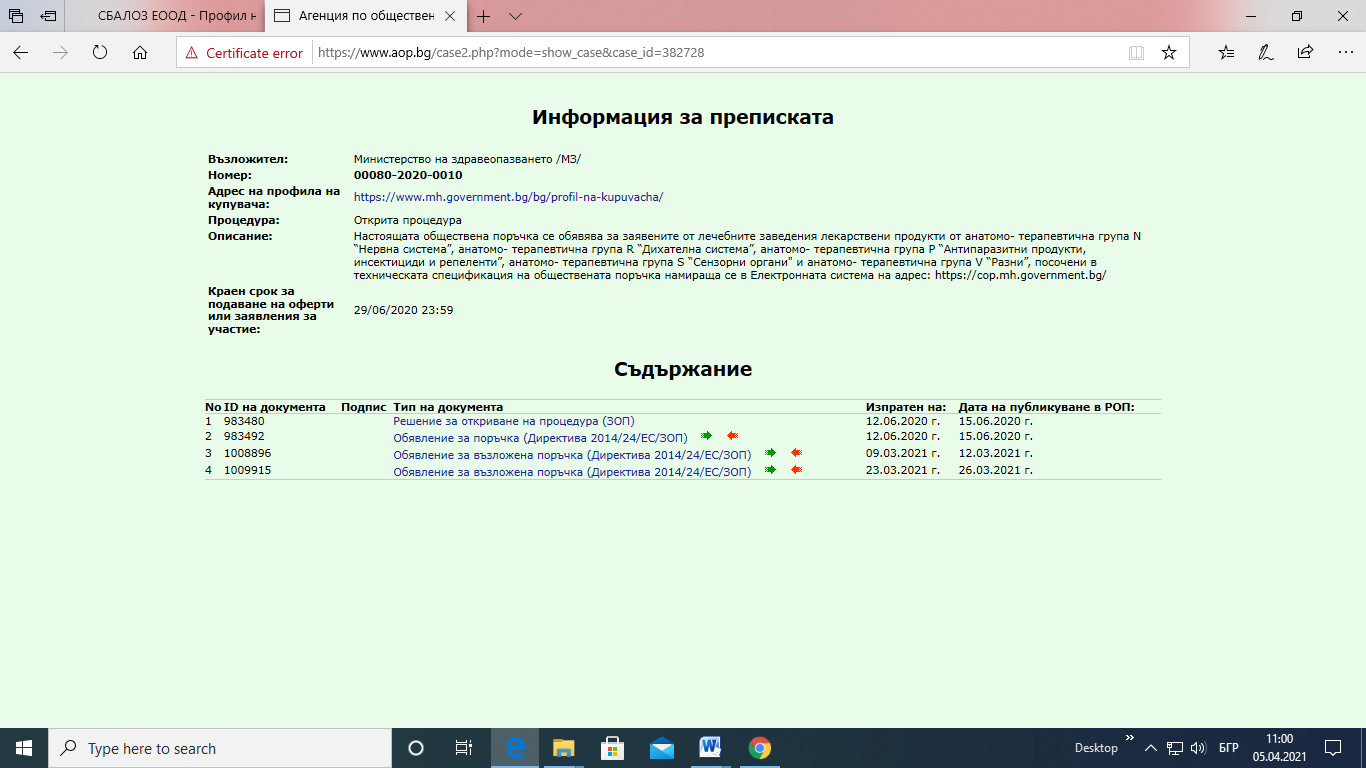 СБАЛОЗ ЕООД - Профил н
Агенция по обществен
Certificate error
https://www.aop.bg/case2.php?mode=show_case&case_id=382728
Информация за преписката
Възложител: Министерство на здравеопазването /МЗ/
Номер: 00080-2020-0010
Адрес на профила на
купувача:
https://www.mh.government.bg/bg/profil-na-kupuvacha/
Процедура: Открита процедура
Описание: Настоящата обществена поръчка се обявява за заявените от лечебните заведения лекарствени продукти от анатомо- терапевтична група N
“Нервна система”, анатомо- терапевтична група R “Дихателна система”, анатомо- терапевтична група P “Антипаразитни продукти,
инсектициди и репеленти”, анатомо- терапевтична група S “Сензорни органи" и анатомо- терапевтична група V “Разни”, посочени в
техническата спецификация на обществената поръчка намираща се в Електронната система на адрес: https://cop.mh.government.bg/
Краен срок за
подаване на оферти
или заявления за
участие:
29/06/2020 23:59
Съдържание
No ID на документа Подпис Тип на документа Изпратен на: Дата на публикуване в РОП:
1 983480 Решение за откриване на процедура (ЗОП) 12.06.2020 г. 15.06.2020 г.
2 983492 Обявление за поръчка (Директива 2014/24/ЕС/ЗОП) 12.06.2020 г. 15.06.2020 г.
3 1008896 Обявление за възложена поръчка (Директива 2014/24/ЕС/ЗОП) 09.03.2021 г. 12.03.2021 г.
4 1009915 Обявление за възложена поръчка (Директива 2014/24/ЕС/ЗОП) 23.03.2021 г. 26.03.2021 г.
Type here to search
Desktop
БГР
11:00
05.04.2021